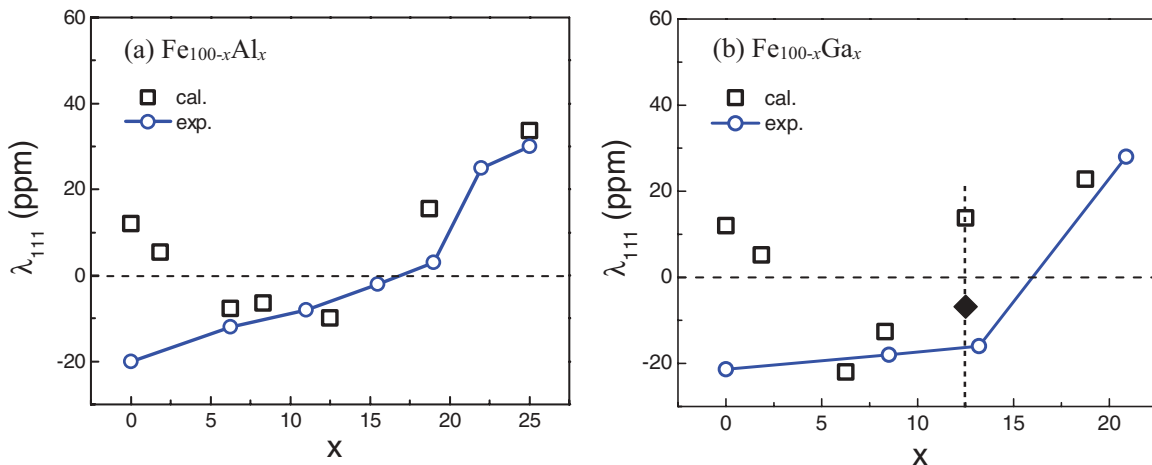 (a) Fe100-xAlx
cal.
exp.
λ111 (ppm)
60
40
20
0
-20
0 5 10 15 20 25
x
(b) Fe100-xGax
cal.
exp.
λ111 (ppm)
60
40
20
0
-20
0 5 10 15 20
x